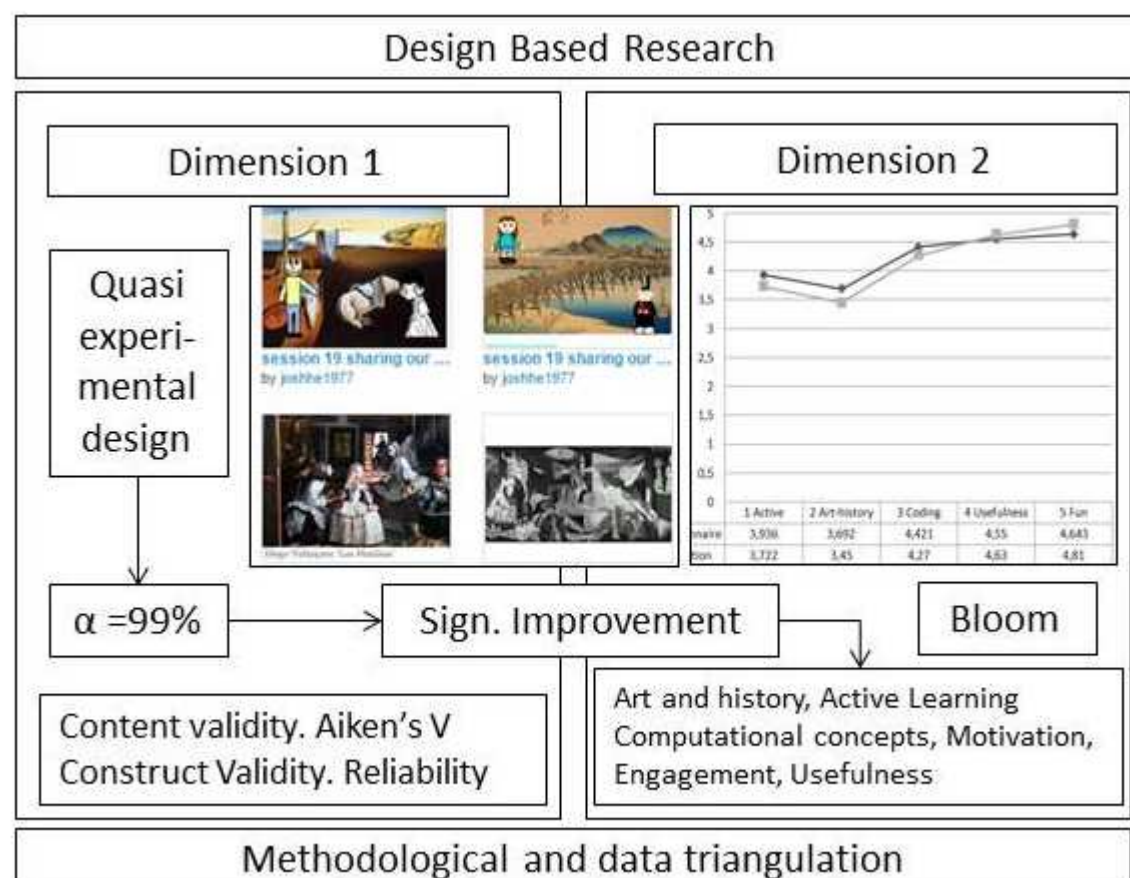 Design Based Research
Dimension 1
Dimension 2
Quasi
experi-
mental
design
session 19 sharing our ...
by joshhe1977
session 19 sharing our ...
by joshhe1977
5
4,5
4
3,5
3
2,5
2
1,5
1
0,5
0
1 Active 2 Art-history 3 Coding 4 Usefulness 5 Fun
nnaire 3,936 3,692 4,421 4,55 4,643
tion 3,722 3,45 4,27 4,63 4,81
α =99%
Sign. Improvement
Bloom
Content validity. Aiken's V
Construct Validity. Reliability
Art and history, Active Learning
Computational concepts, Motivation,
Engagement, Usefulness
Methodological and data triangulation